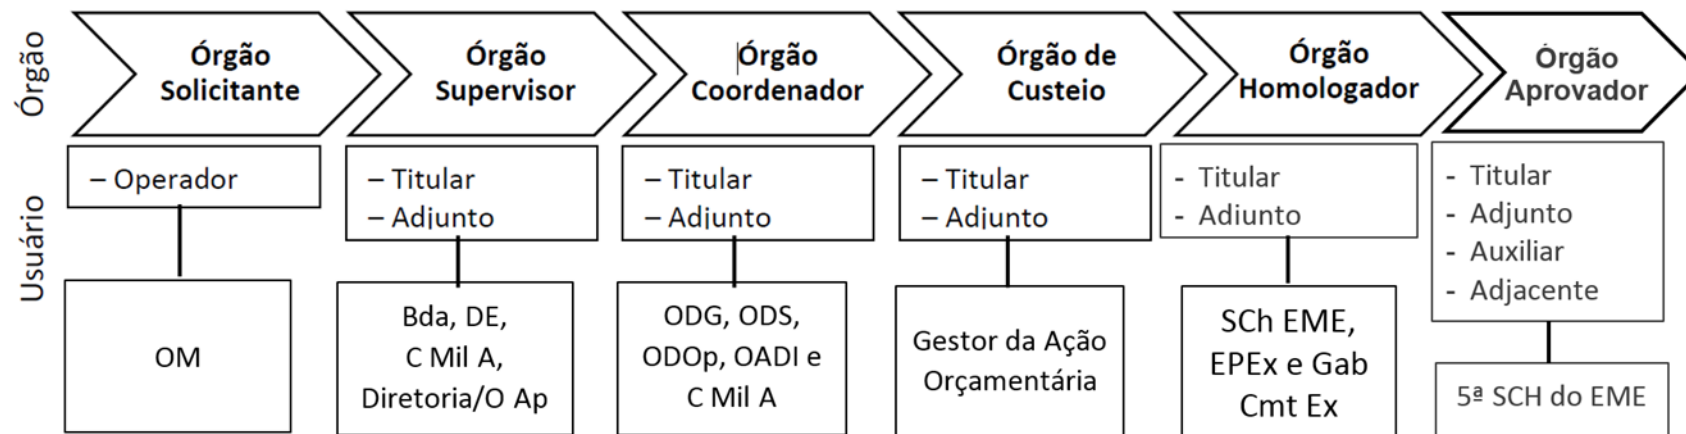 Órgão
Órgão
Solicitante
Órgão
Supervisor
Órgão
Coordenador
Órgão de
Custeio
Órgão
Homologador
Órgão
Aprovador
Usuário
– Operador
– Titular
– Adjunto
– Titular
– Adjunto
– Titular
– Adjunto
- Titular
- Adjunto
- Titular
- Adjunto
- Auxiliar
- Adjacente
OM
Bda, DE,
C Mil A,
Diretoria/O Ap
ODG, ODS,
ODOp, OADI e
C Mil A
Gestor da Ação
Orçamentária
SCh EME,
EPEx e Gab
Cmt Ex
5ª SCH do EME